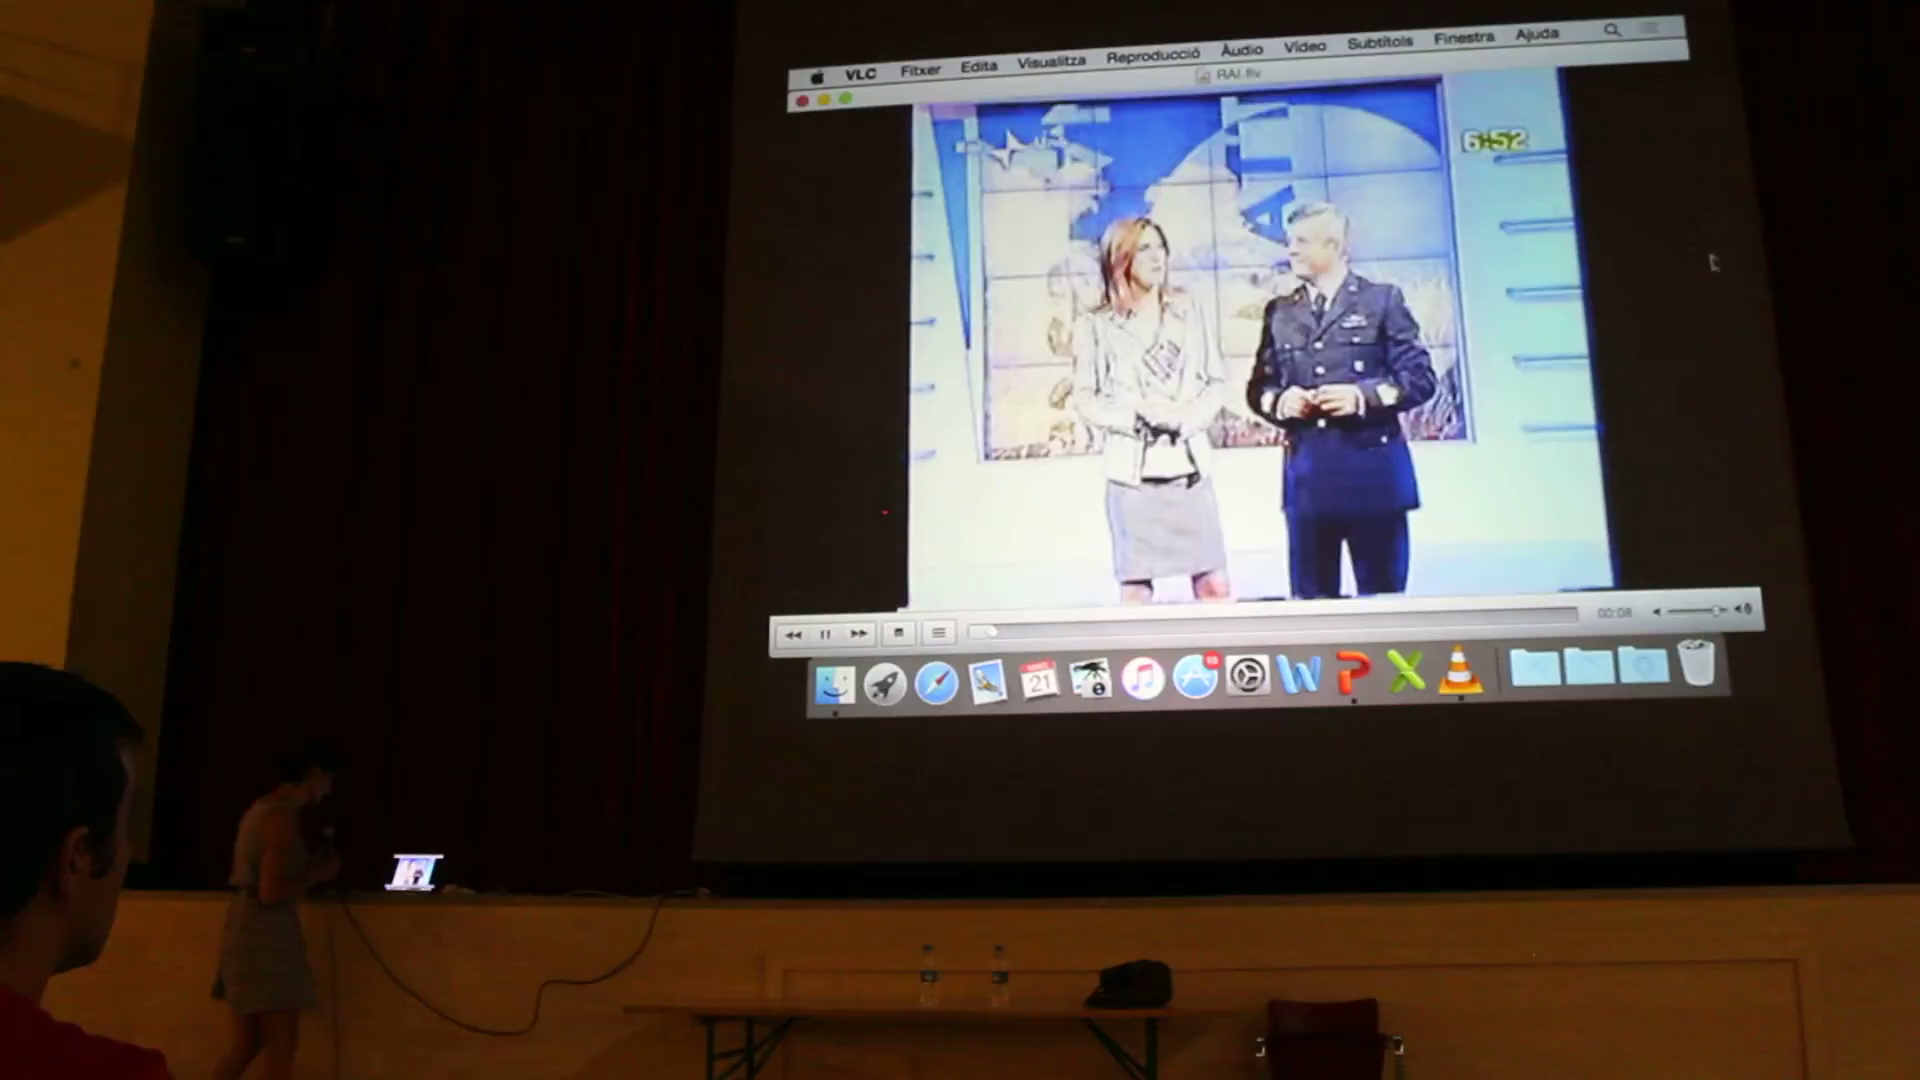 VLC Fitxer Edita Visualitza Reproducció Àudio Vídeo Subtítols Finestra Ajuda
RAI.flv
6:52
00:08
21